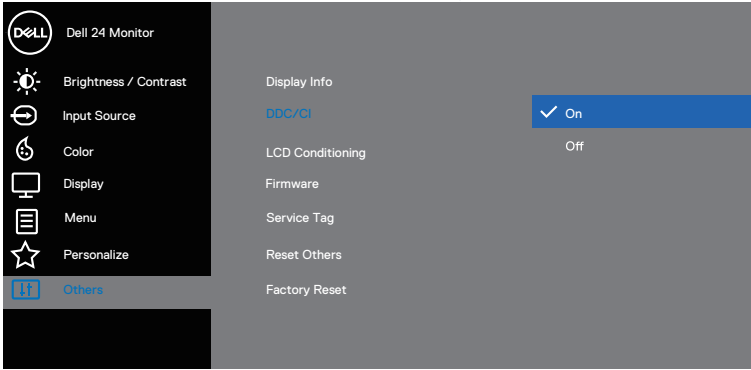 DELL Dell 24 Monitor
Brightness / Contrast
Display Info
Input Source
DDC/CI
On
Color
LCD Conditioning
Off
Display
Firmware
Menu
Service Tag
Personalize
Reset Others
Others
Factory Reset